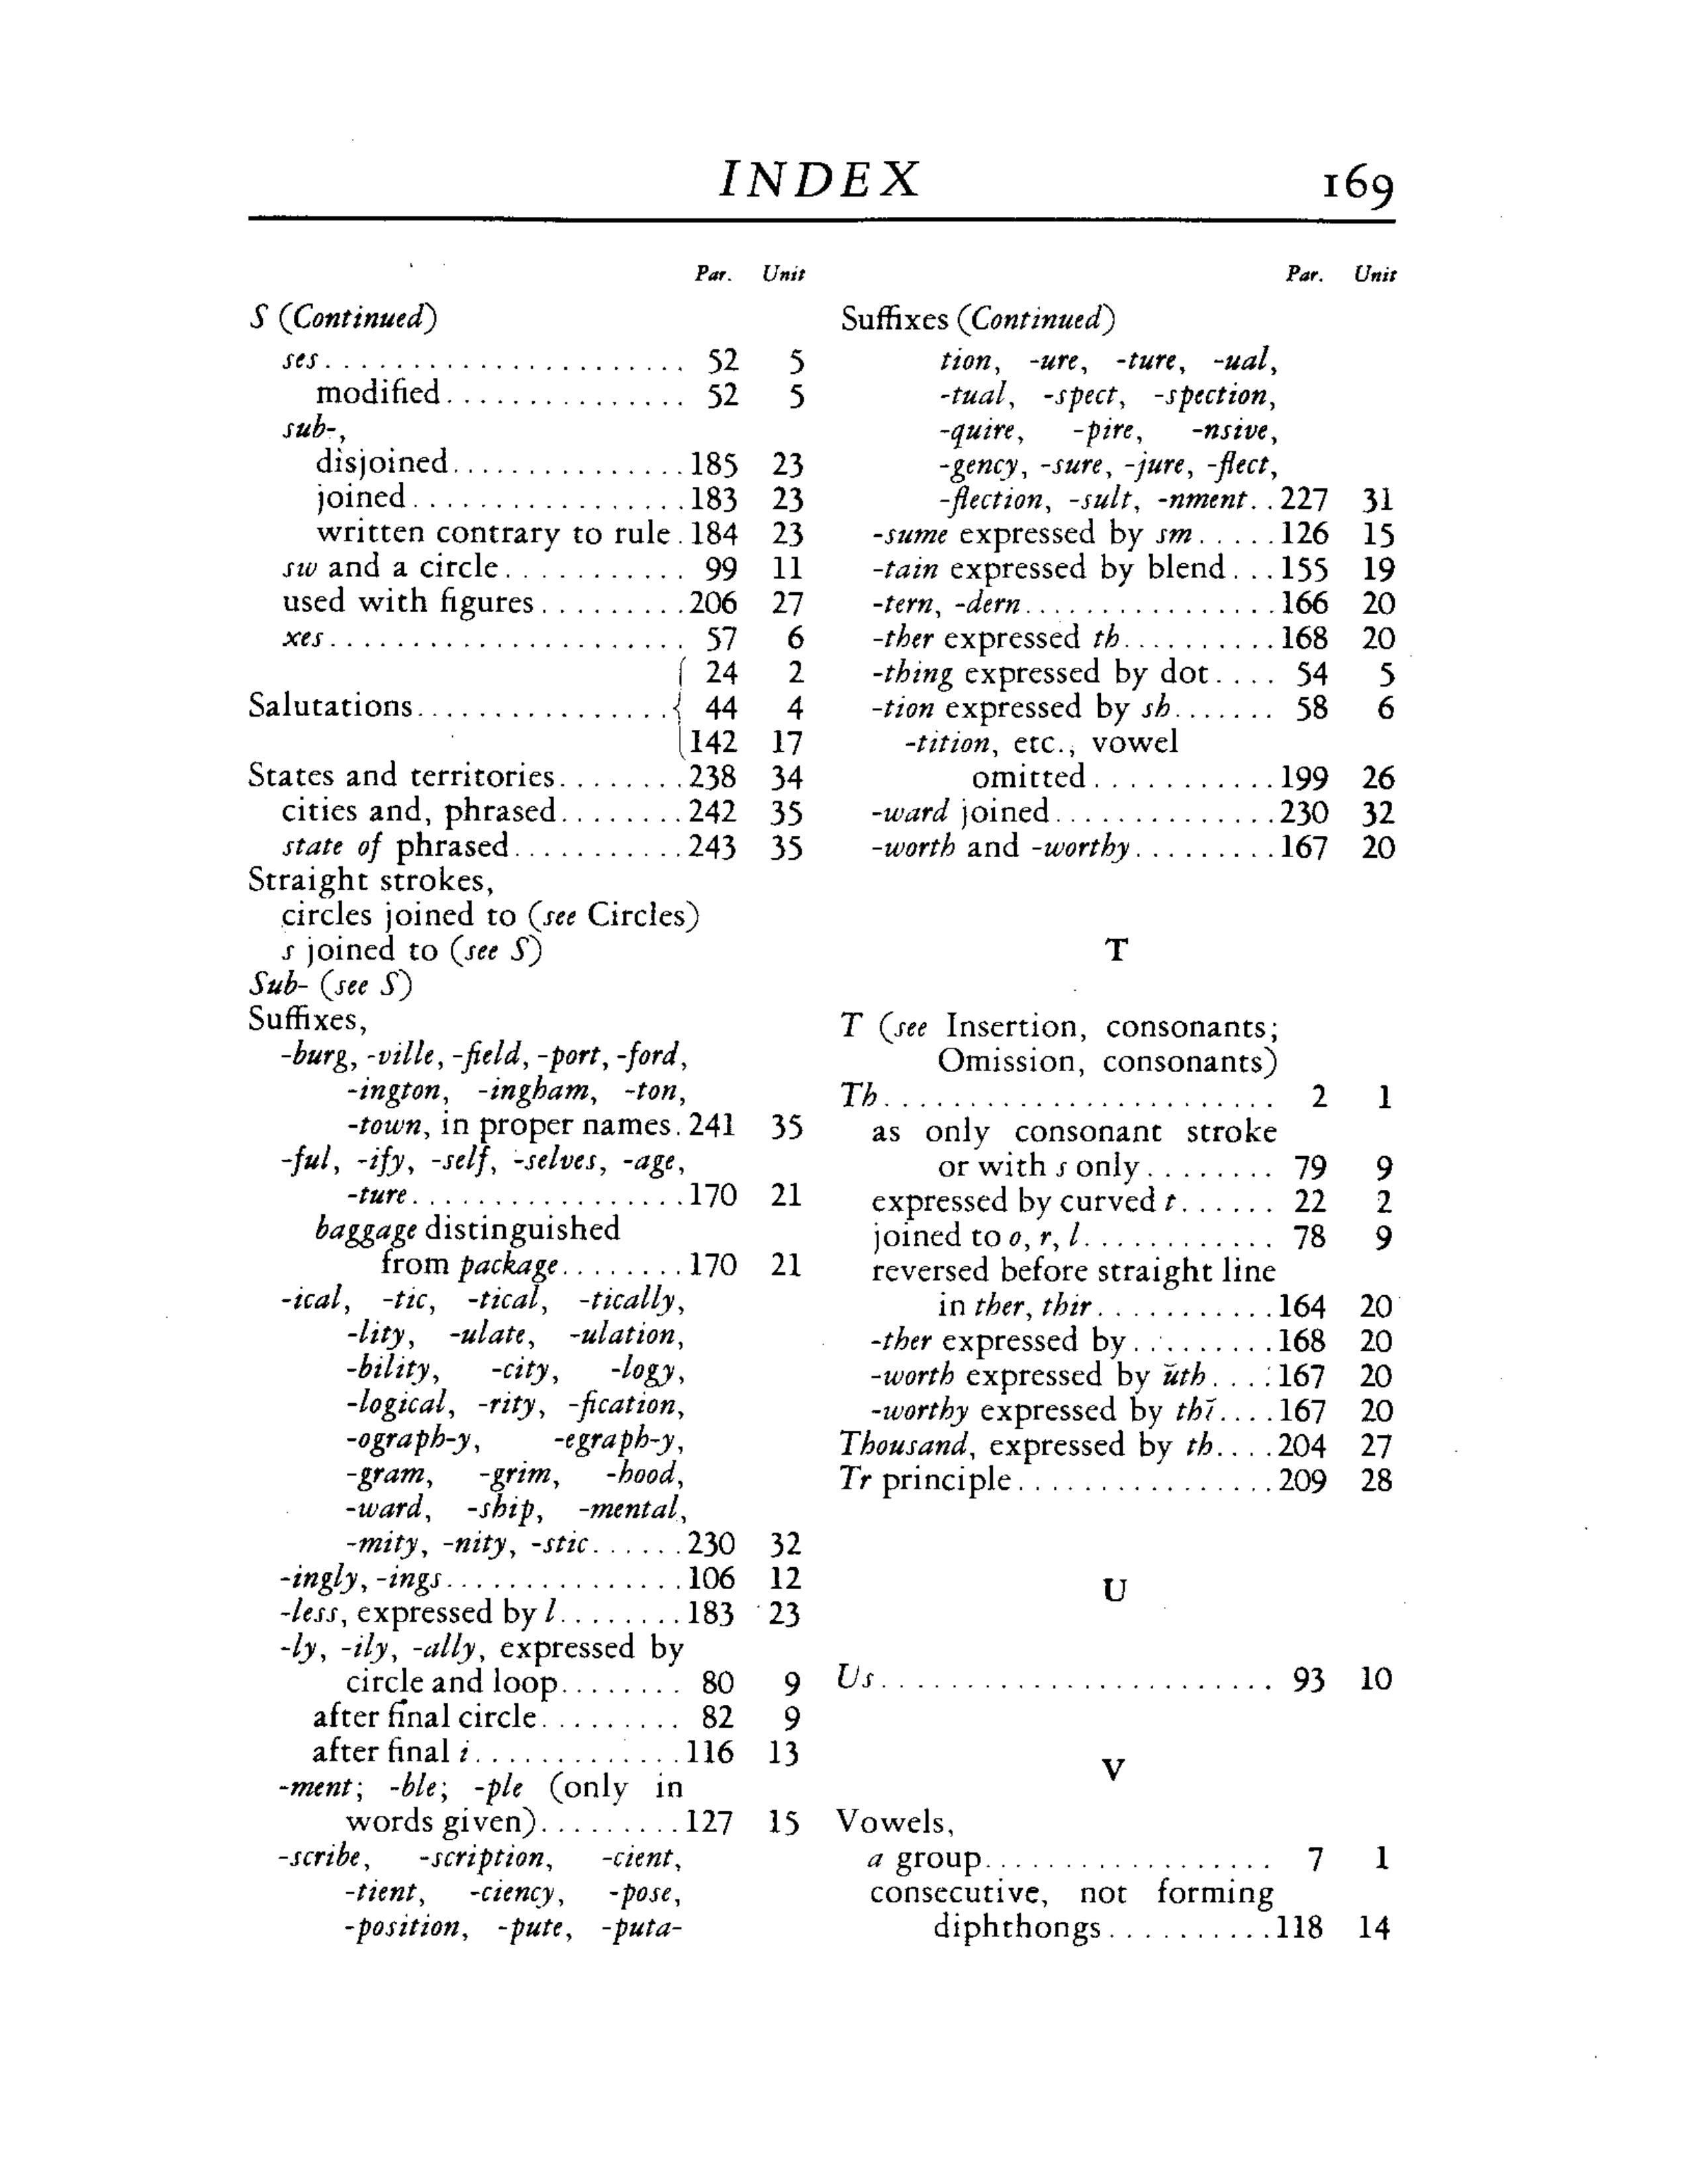 INDEX 169
Par. Unit
S (Continued)
ses....................... 52 5
modified............... 52 5
sub-,
disjoined...............185 23
joined.................183 23
written contrary to rule.184 23
sw and a circle............ 99 11
used with figures.........206 27
xes...................... 57 6
24 2
Salutations................{ 44 4
142 17
States and territories........238 34
cities and, phrased........242 35
state of phrased...........243 35
Straight strokes,
circles joined to (see Circles)
s joined to (see S)
Sub- (see S)
Suffixes,
-burg, -ville, -field, -port, -ford,
-ington, -ingham, -ton,
-town, in proper names.241 35
-ful, -ify, -self, -selves, -age,
-ture.................170 21
baggage distinguished
from package........170 21
-ical, -tic, -tical, -tically,
-lity, -ulate, -ulation,
-bility, -city, -logy,
-logical, -rity, -fication,
-ograph-y, -egraph-y,
-gram, -grim, -hood,
-ward, -ship, -mental,
-mity, -nity, -stic......230 32
-ingly, -ings...............106 12
-less, expressed by l........183 23
-ly, -ily, -ally, expressed by
circle and loop........ 80 9
after final circle......... 82 9
after final i.............116 13
-ment; -ble; -ple (only in
words given).........127 15
-scribe, -scription, -cient,
-tient, -ciency, -pose,
-position, -pute, -puta-
Par. Unit
Suffixes (Continued)
tion, -ure, -ture, -ual,
-tual, -spect, -spection,
-quire, -pire, -nsive,
-gency, -sure, -jure, -flect,
-flection, -sult, -nment..227 31
-sume expressed by sm.....126 15
-tain expressed by blend...155 19
-tern, -dern................166 20
-ther expressed th..........168 20
-thing expressed by dot.... 54 5
-tion expressed by sh....... 58 6
-tition, etc., vowel
omitted............199 26
-ward joined..............230 32
-worth and -worthy.........167 20
T
T (see Insertion, consonants;
Omission, consonants)
Th........................ 2 1
as only consonant stroke
or with s only........ 79 9
expressed by curved t...... 22 2
joined to o, r, l............ 78 9
reversed before straight line
in ther, thir...........164 20
-ther expressed by.........168 20
-worth expressed by ŭth....167 20
-worthy expressed by thĭ....167 20
Thousand, expressed by th....204 27
Tr principle................209 28
U
Us........................ 93 10
V
Vowels,
a group.................. 7 1
consecutive, not forming
diphthongs..........118 14